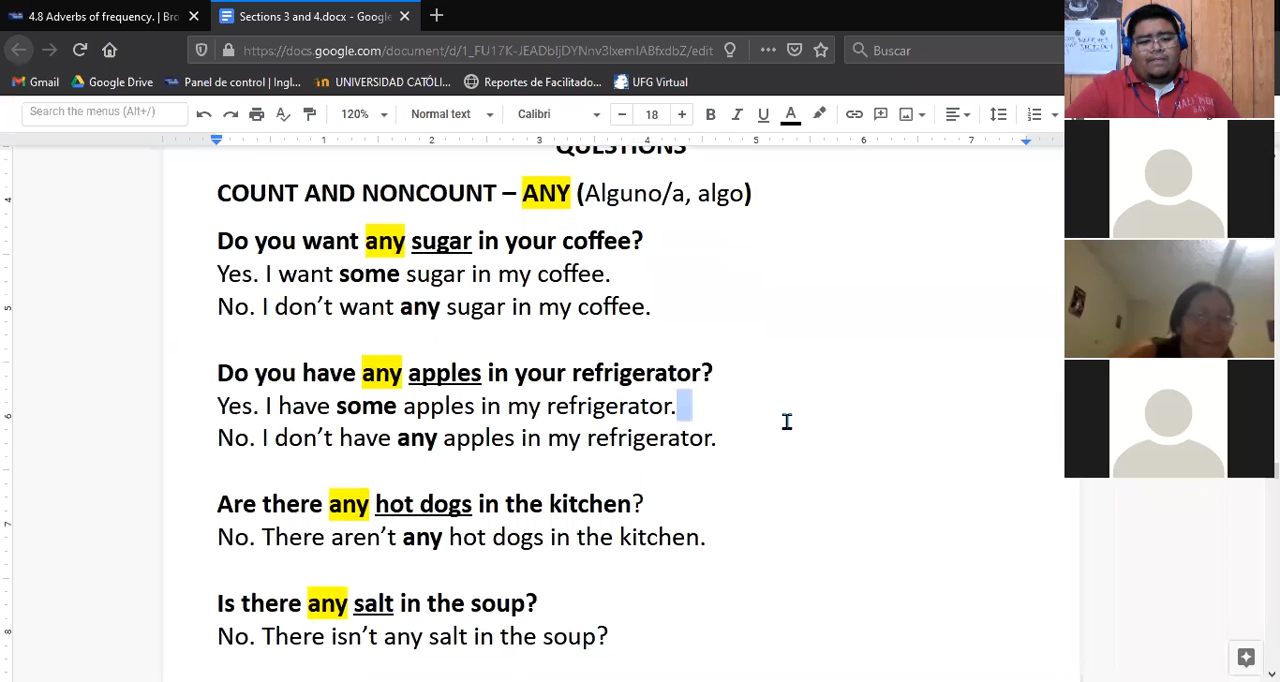 4.8 Adverbs of frequency. | Bro
Sections 3 and 4.docx - Google
https://docs.google.com/document/d/1_FU17K-JEADbIjDYNnv3lxemIABfxdbZ/edit
Search
Buscar
Gmail
Google Drive
Panel de control | Ingl...
UNIVERSIDAD CATÓLI...
Reportes de Facilitado...
UFG Virtual
Search the menus (Alt+/)
120%
Normal text
Calibri
18
QUESTIONS
COUNT AND NONCOUNT – ANY (Alguno/a, algo)
Do you want any sugar in your coffee?
Yes. I want some sugar in my coffee.
No. I don't want any sugar in my coffee.
Do you have any apples in your refrigerator?
Yes. I have some apples in my refrigerator.
No. I don't have any apples in my refrigerator.
Are there any hot dogs in the kitchen?
No. There aren't any hot dogs in the kitchen.
Is there any salt in the soup?
No. There isn't any salt in the soup?